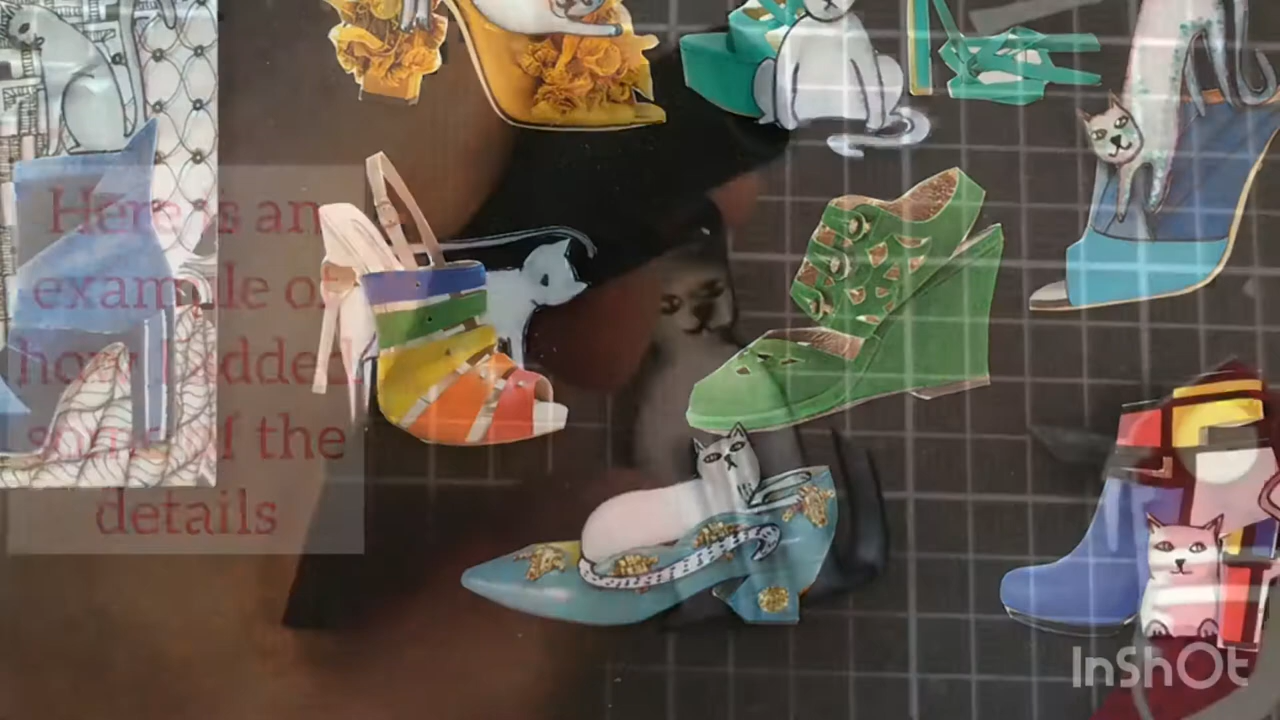 Here is an
example of
how I added
some of the
details
InShOt